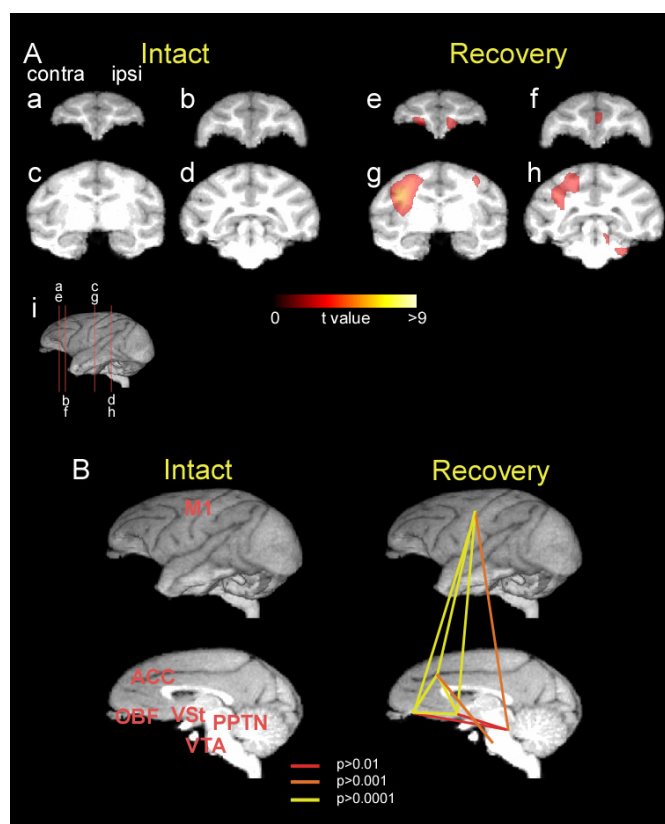 A Intact Recovery
contra ipsi
a b e f
c d g h
0 t value >9
i
a c
e g
b d
f h
B Intact Recovery
M1
ACC
OBF VSt PPTN
VTA
p>0.01
p>0.001
p>0.0001